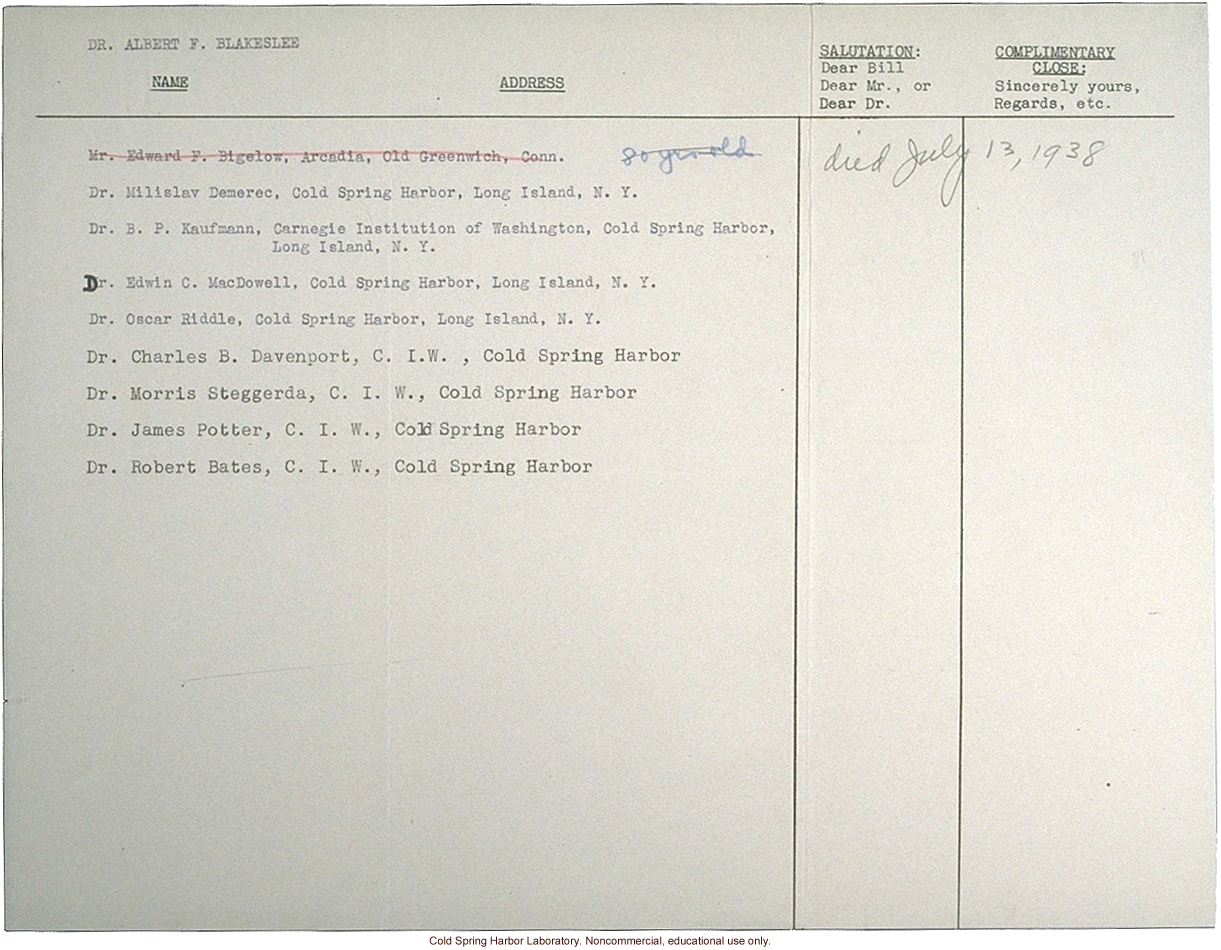 DR. ALBERT F. BLAKESLEE
NAME ADDRESS
SALUTATION:
Dear Bill
Dear Mr., or
Dear Dr.
COMPLIMENTARY
CLOSE:
Sincerely yours,
Regards, etc.
Mr. Edward F. Bigelow, Arcadia, Old Greenwich, Conn. 80 yrs old died July 13, 1938
Dr. Milislav Demerec, Cold Spring Harbor, Long Island, N. Y.
Dr. B. P. Kaufmann, Carnegie Institution of Washington, Cold Spring Harbor,
Long Island, N. Y.
Dr. Edwin C. MacDowell, Cold Spring Harbor, Long Island, N. Y.
Dr. Oscar Riddle, Cold Spring Harbor, Long Island, N. Y.
Dr. Charles B. Davenport, C. I.W. , Cold Spring Harbor
Dr. Morris Steggerda, C. I. W., Cold Spring Harbor
Dr. James Potter, C. I. W., Cold Spring Harbor
Dr. Robert Bates, C. I. W., Cold Spring Harbor
Cold Spring Harbor Laboratory. Noncommercial, educational use only.